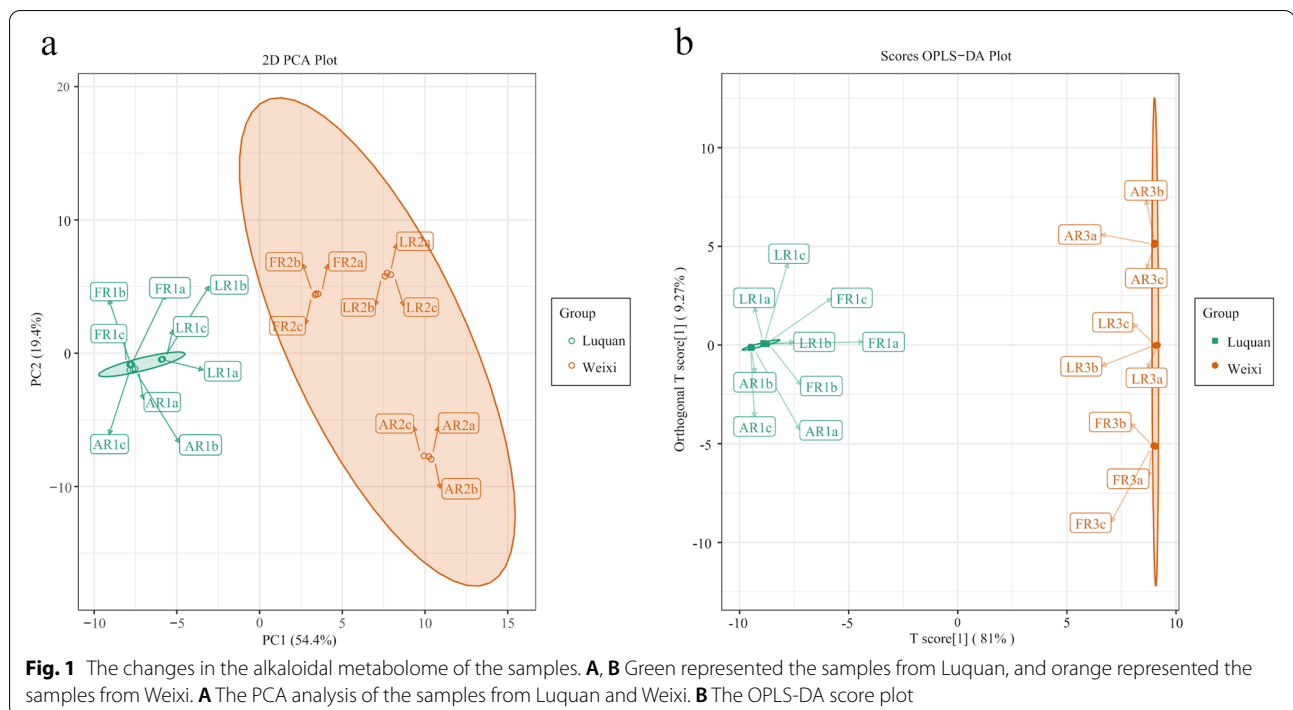 a
2D PCA Plot
20
10
0
−10
PC2 (19.4%)
FR2b
FR2a
LR2a
FR2c
LR2b
LR2c
FR1b
FR1a
LR1b
FR1c
LR1c
LR1a
AR1a
AR1c
AR1b
AR2c
AR2a
AR2b
−10
−5
0
5
10
15
PC1 (54.4%)
Group
Luquan
Weixi
b
Scores OPLS−DA Plot
10
5
0
-5
-10
Orthogonal T score[1] ( 9.27% )
AR3b
AR3a
AR3c
LR1c
LR1a
FR1c
LR3c
LR1b
FR1a
LR3b
LR3a
AR1b
FR1b
AR1c
AR1a
FR3b
FR3a
FR3c
-10
-5
0
5
10
T score[1] ( 81% )
Group
Luquan
Weixi
Fig. 1 The changes in the alkaloidal metabolome of the samples. A, B Green represented the samples from Luquan, and orange represented the
samples from Weixi. A The PCA analysis of the samples from Luquan and Weixi. B The OPLS-DA score plot